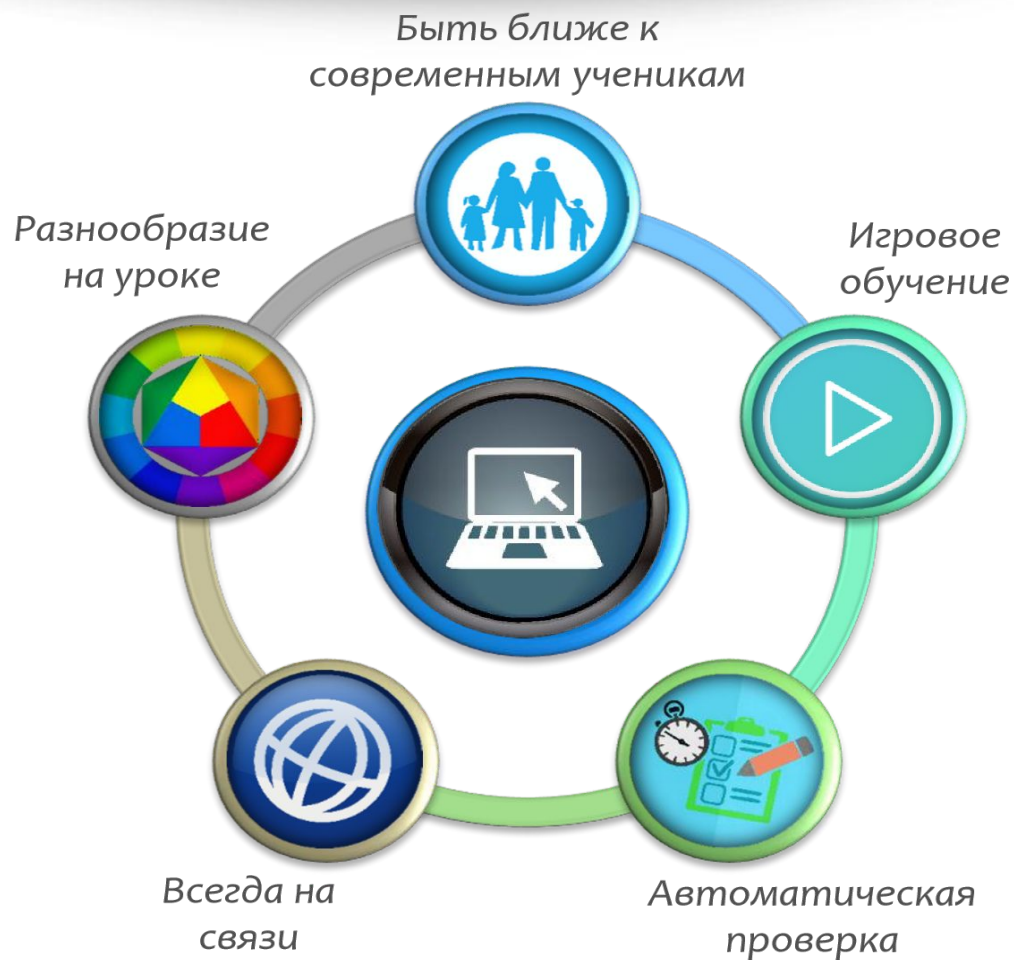 Быть ближе к
современным ученикам
Разнообразие
на уроке
Игровое
обучение
Всегда на
связи
Автоматическая
проверка